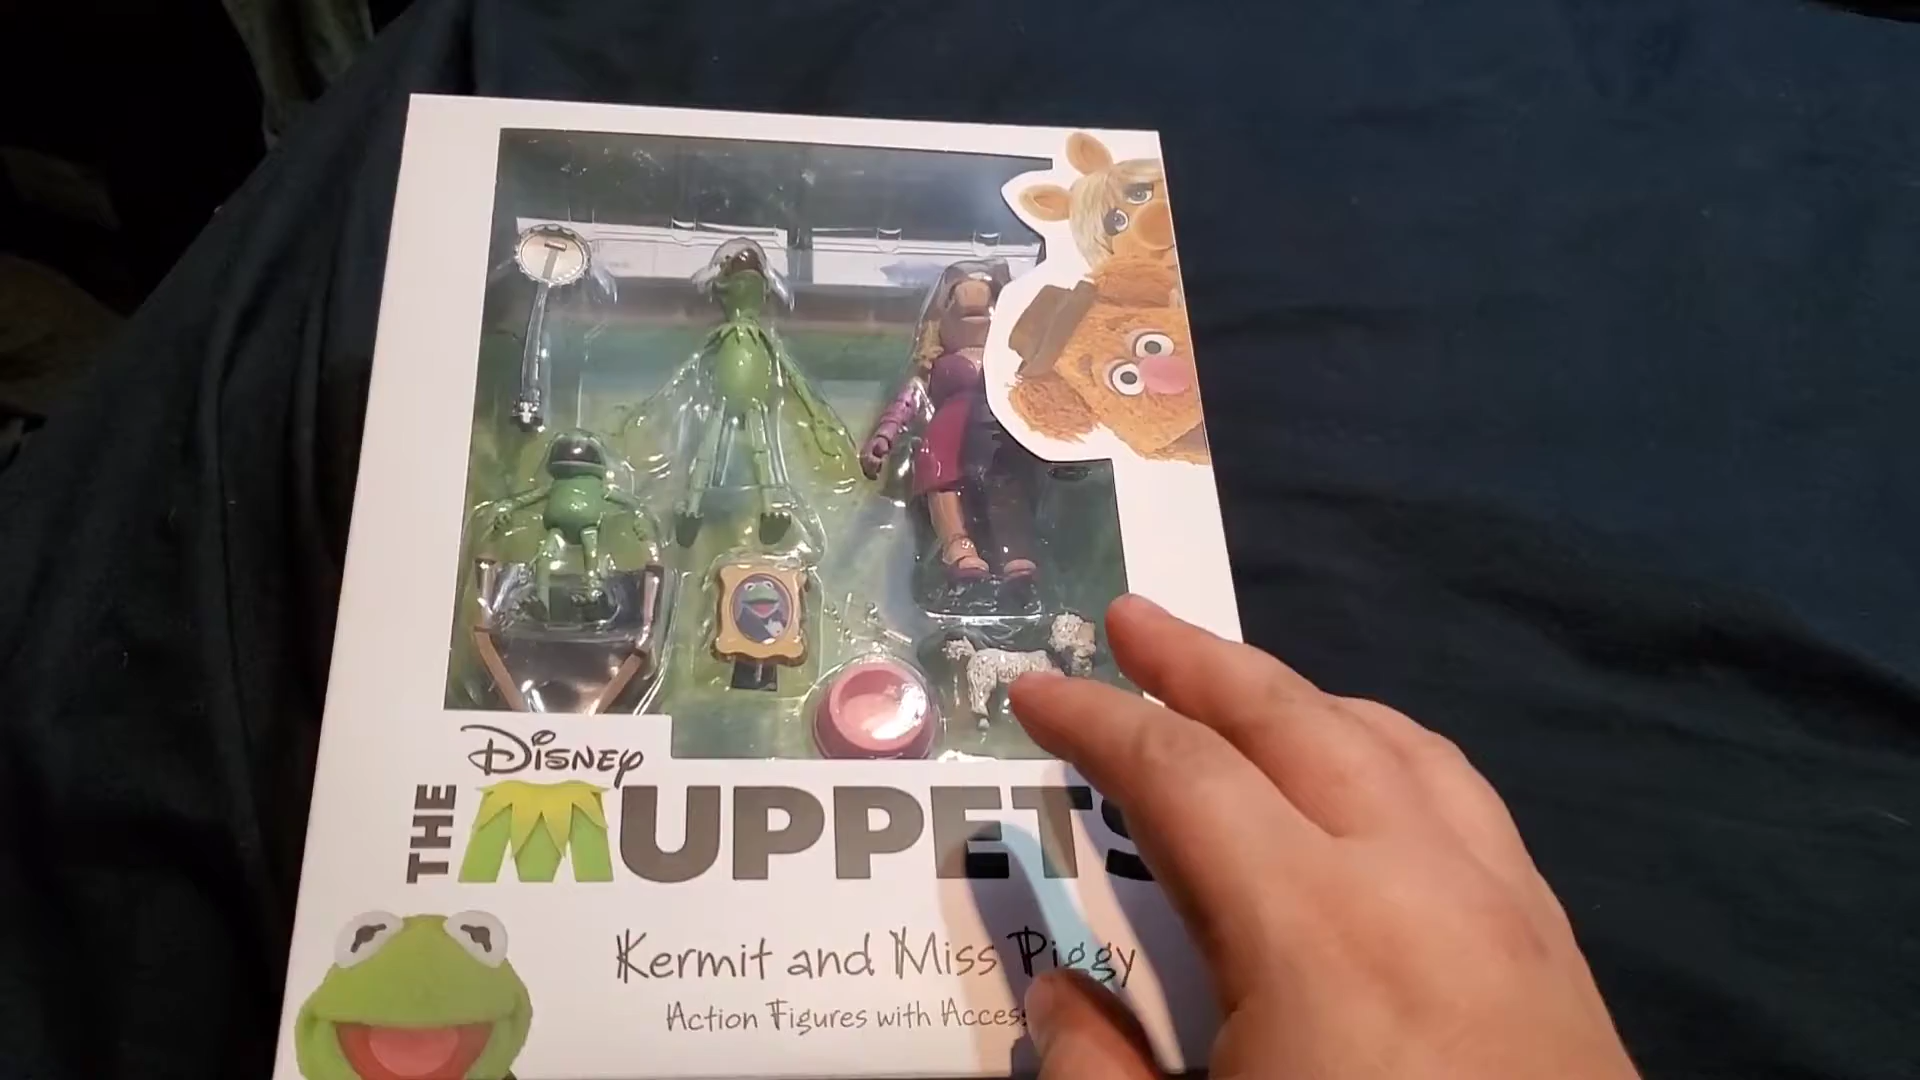 Disney
THE MUPPETS
Kermit and Miss Piggy
Action Figures with